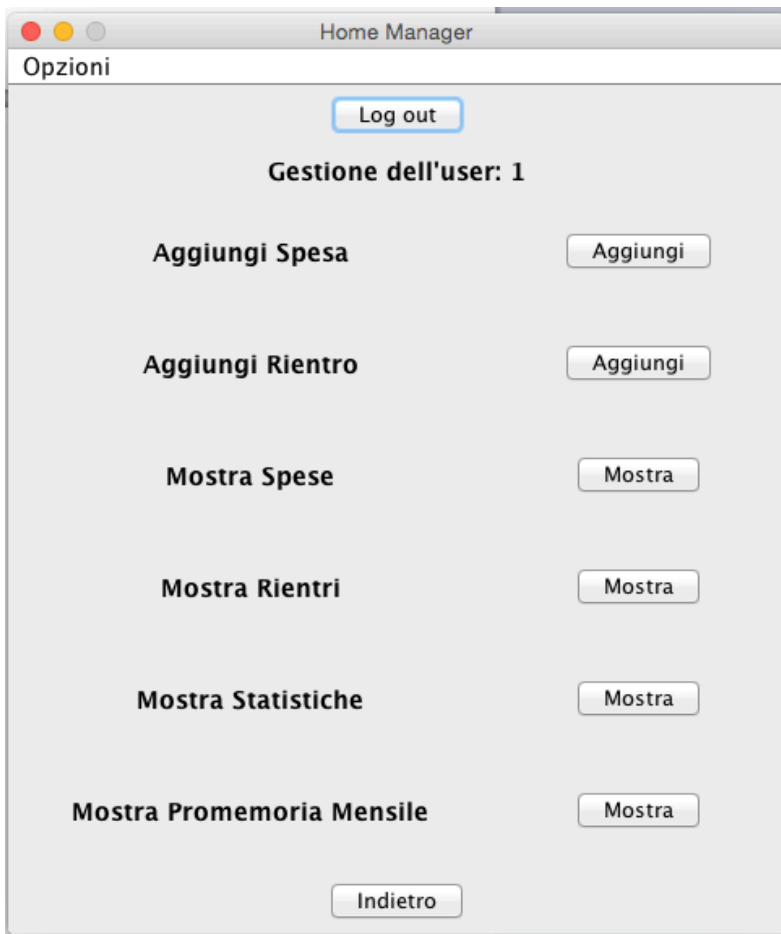 Home Manager
Opzioni
Log out
Gestione dell'user: 1
Aggiungi Spesa Aggiungi
Aggiungi Rientro Aggiungi
Mostra Spese Mostra
Mostra Rientri Mostra
Mostra Statistiche Mostra
Mostra Promemoria Mensile Mostra
Indietro